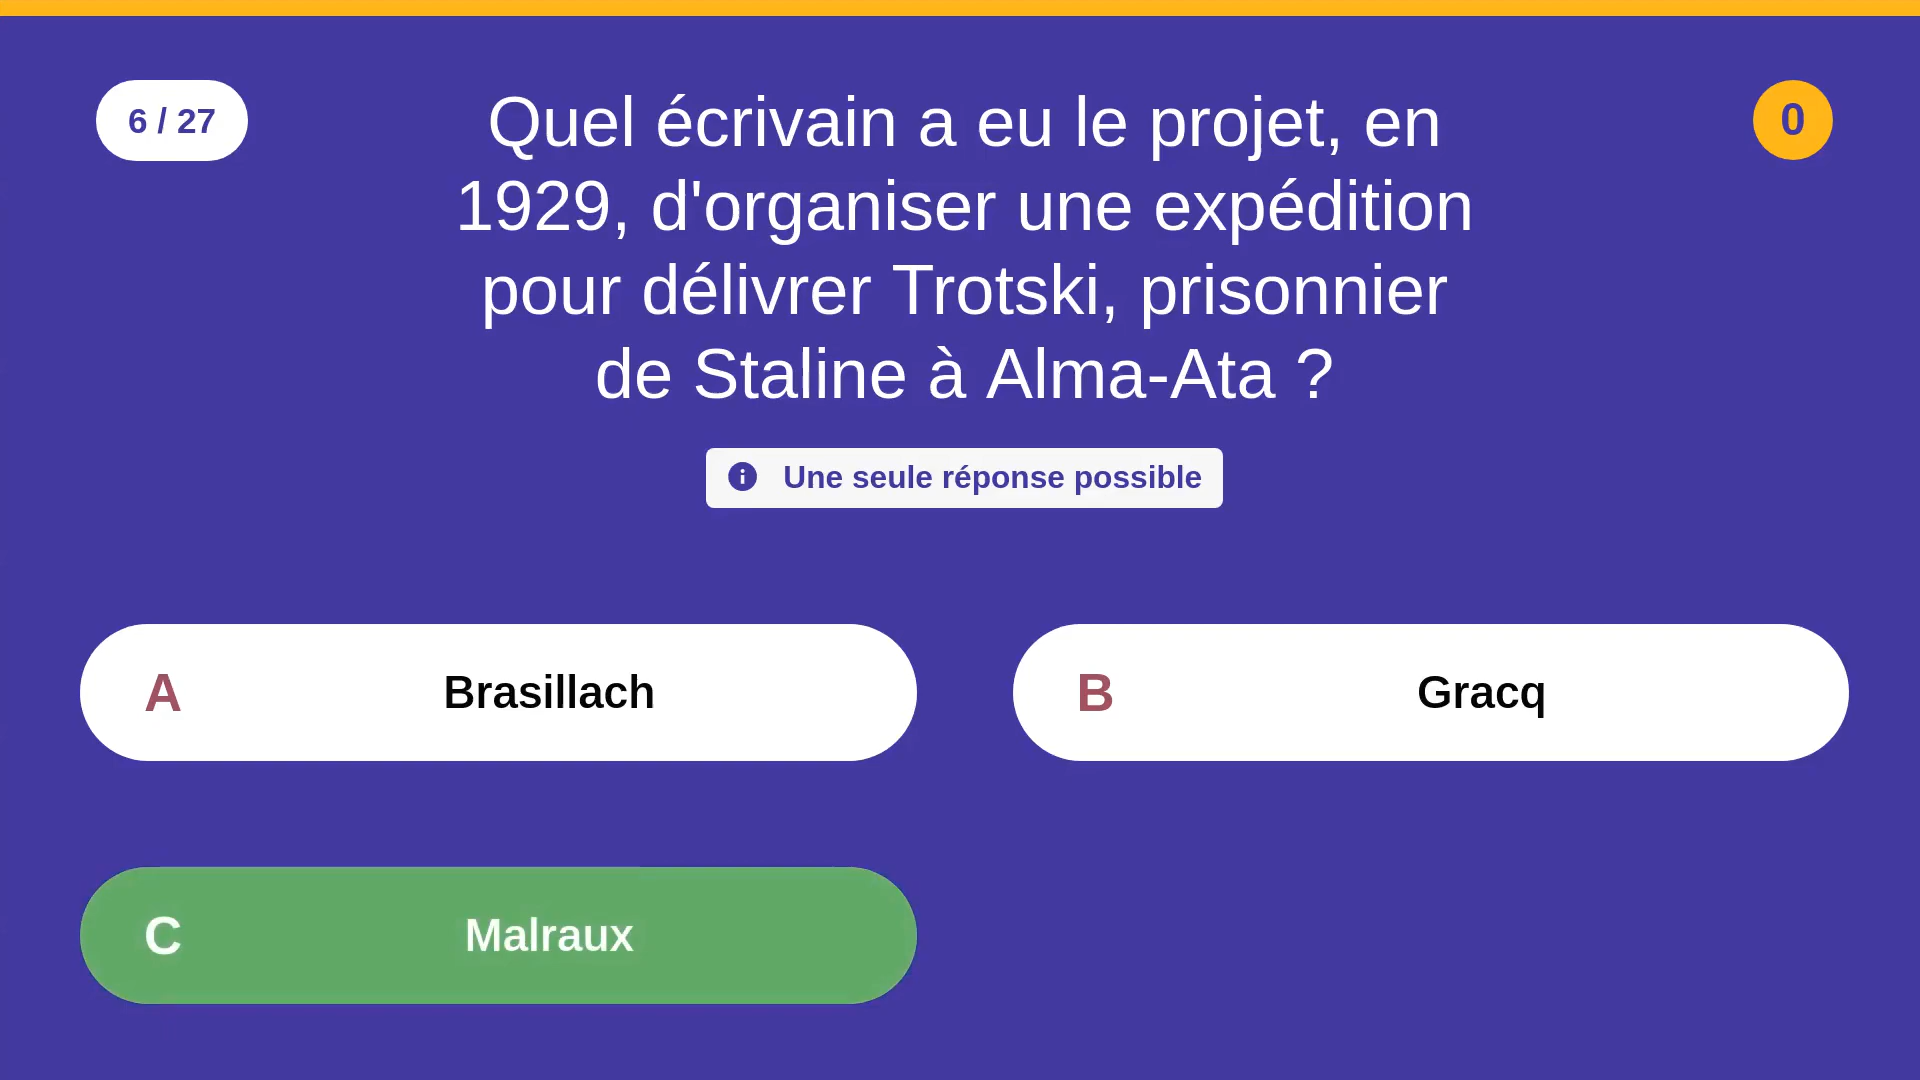 6 / 27
Quel écrivain a eu le projet, en
1929, d'organiser une expédition
pour délivrer Trotski, prisonnier
de Staline à Alma-Ata ?
0
Une seule réponse possible
A Brasillach
B Gracq
C Malraux